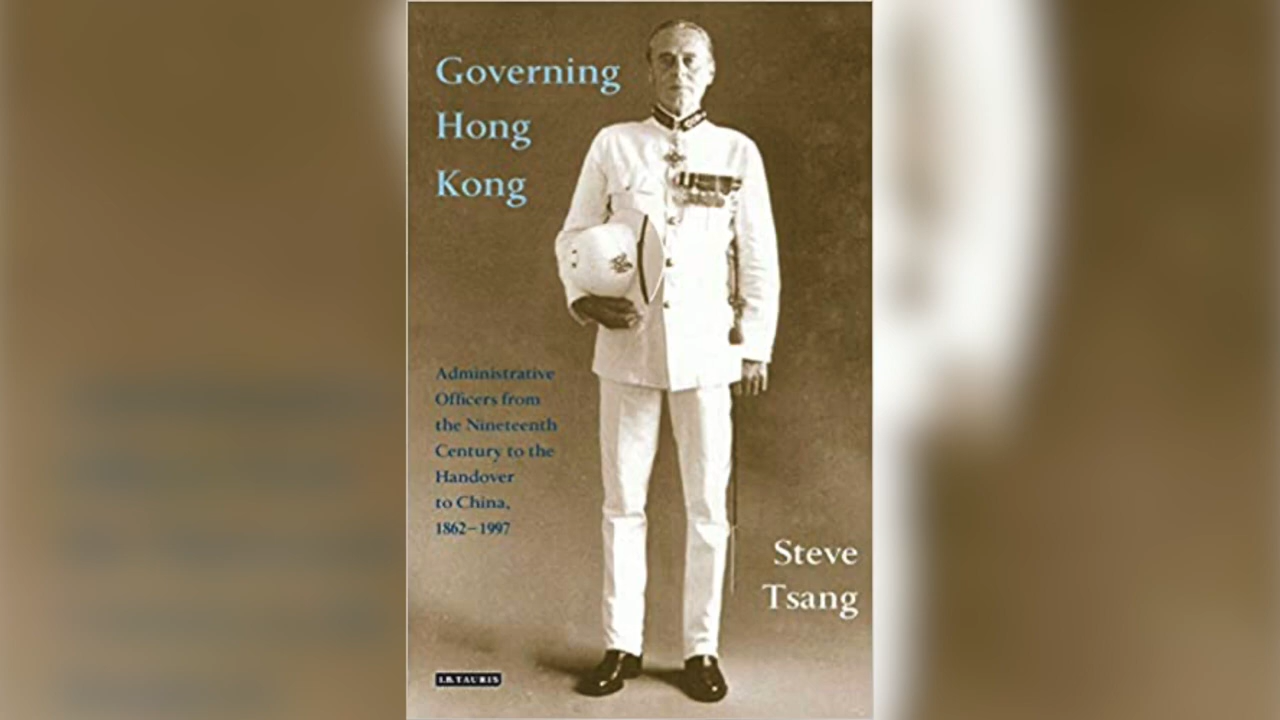 Governing
Hong
Kong
Administrative
Officers from
the Nineteenth
Century to the
Handover
to China,
1862–1997
Steve
Tsang
I.B.TAURIS